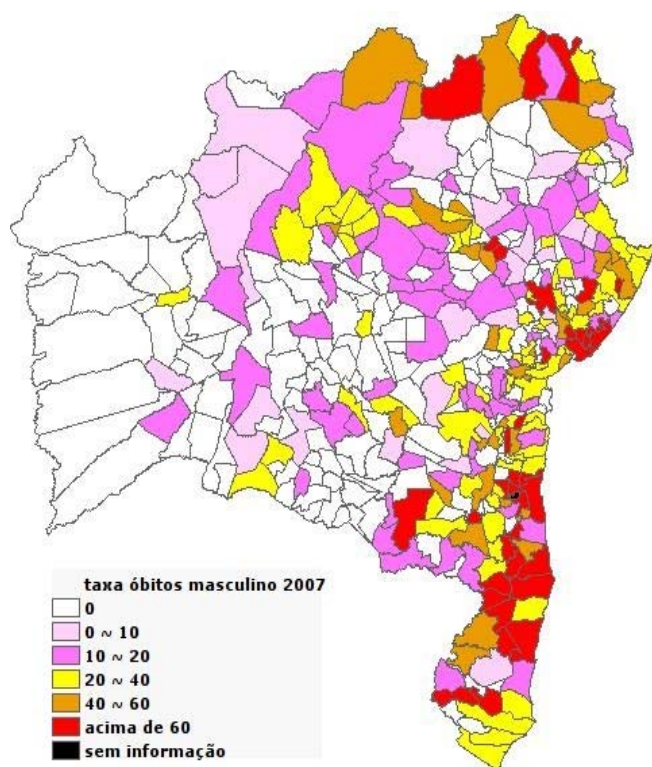 taxa óbitos masculino 2007
0
0 ~ 10
10 ~ 20
20 ~ 40
40 ~ 60
acima de 60
sem informação